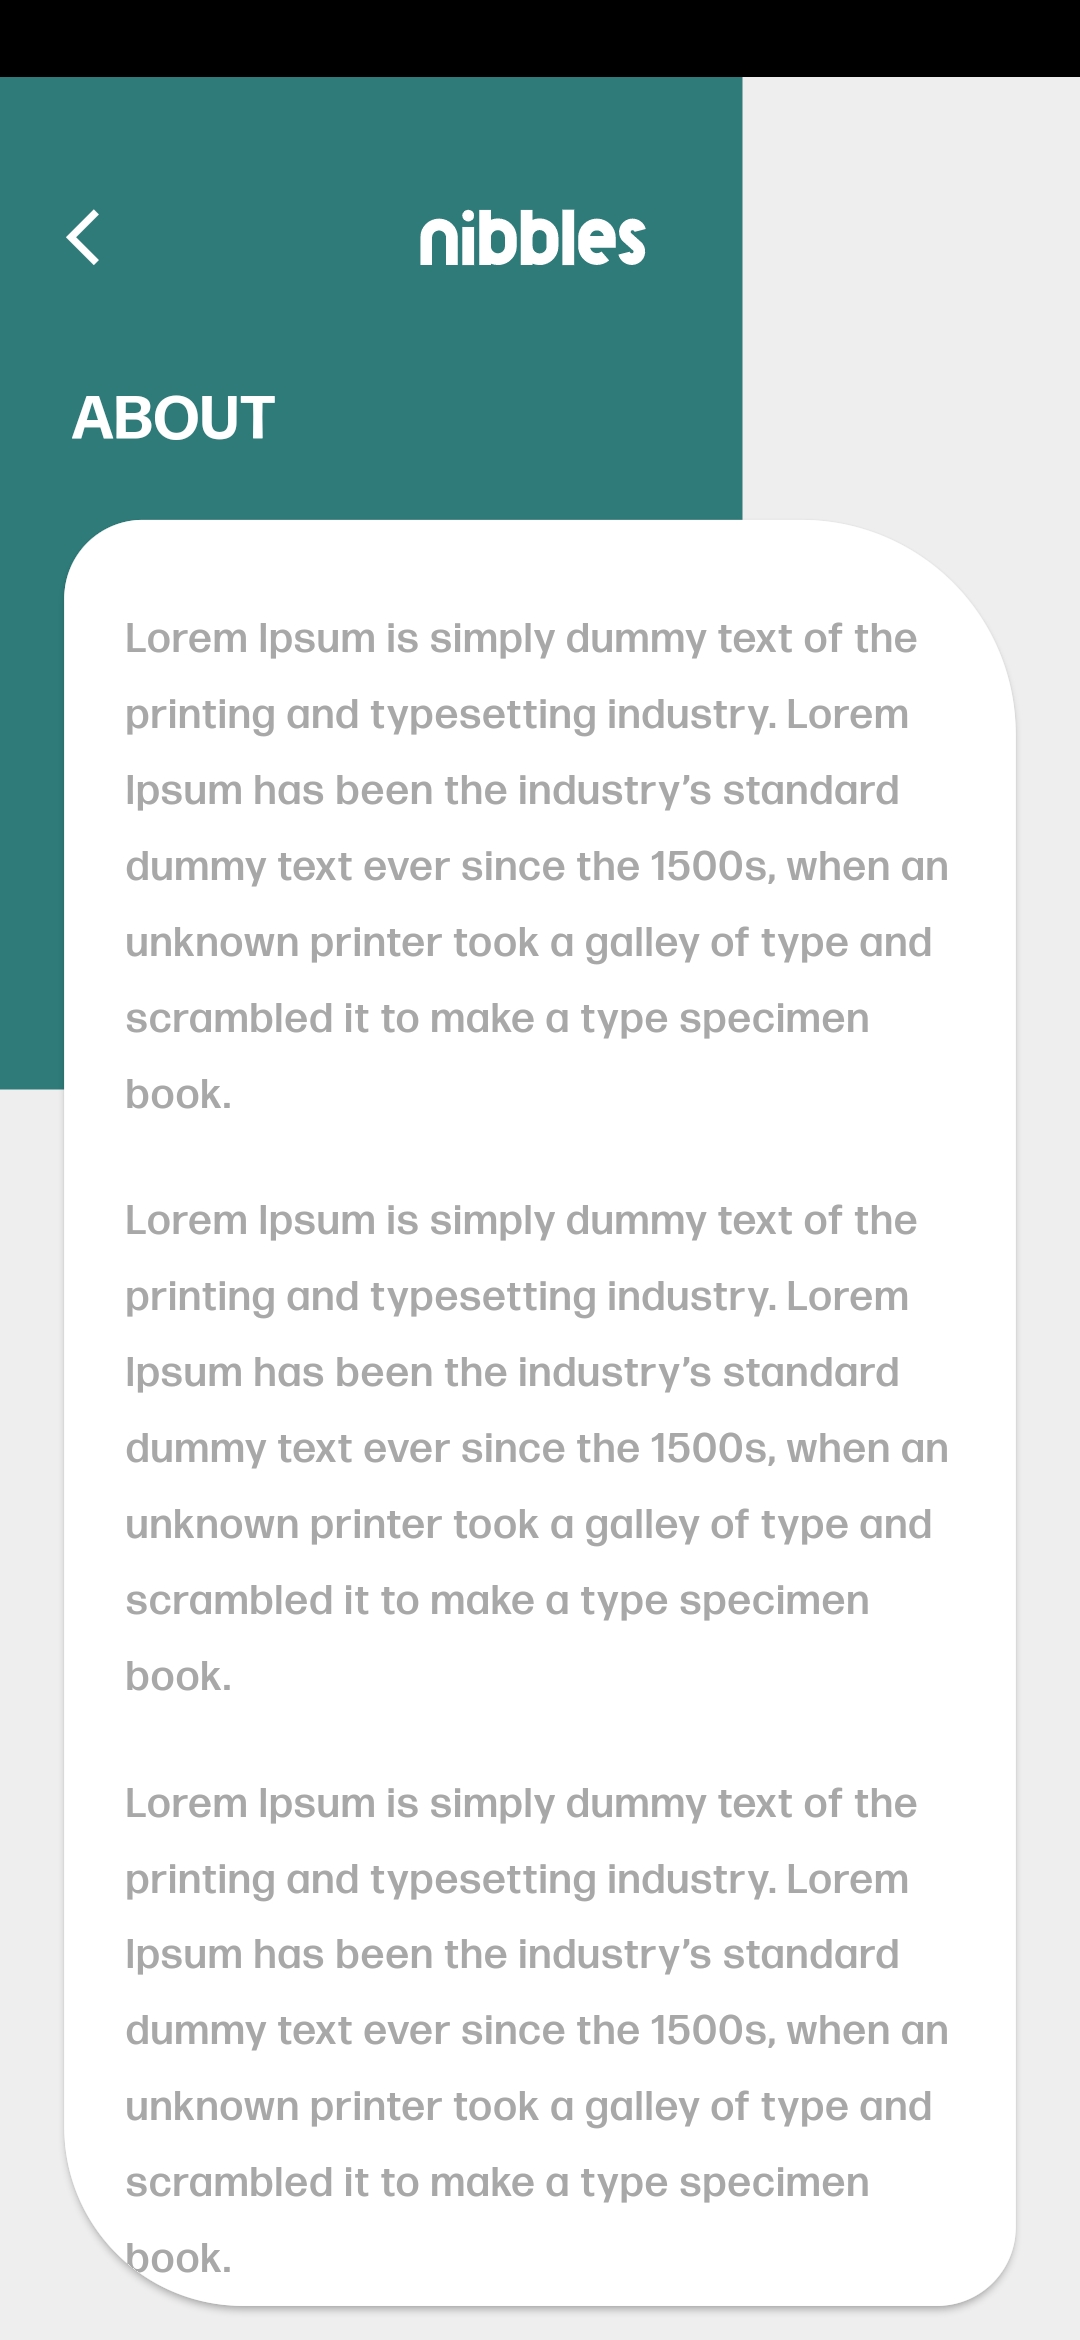 nibbles
ABOUT
Lorem Ipsum is simply dummy text of the
printing and typesetting industry. Lorem
Ipsum has been the industry’s standard
dummy text ever since the 1500s, when an
unknown printer took a galley of type and
scrambled it to make a type specimen
book.
Lorem Ipsum is simply dummy text of the
printing and typesetting industry. Lorem
Ipsum has been the industry’s standard
dummy text ever since the 1500s, when an
unknown printer took a galley of type and
scrambled it to make a type specimen
book.
Lorem Ipsum is simply dummy text of the
printing and typesetting industry. Lorem
Ipsum has been the industry’s standard
dummy text ever since the 1500s, when an
unknown printer took a galley of type and
scrambled it to make a type specimen
book.